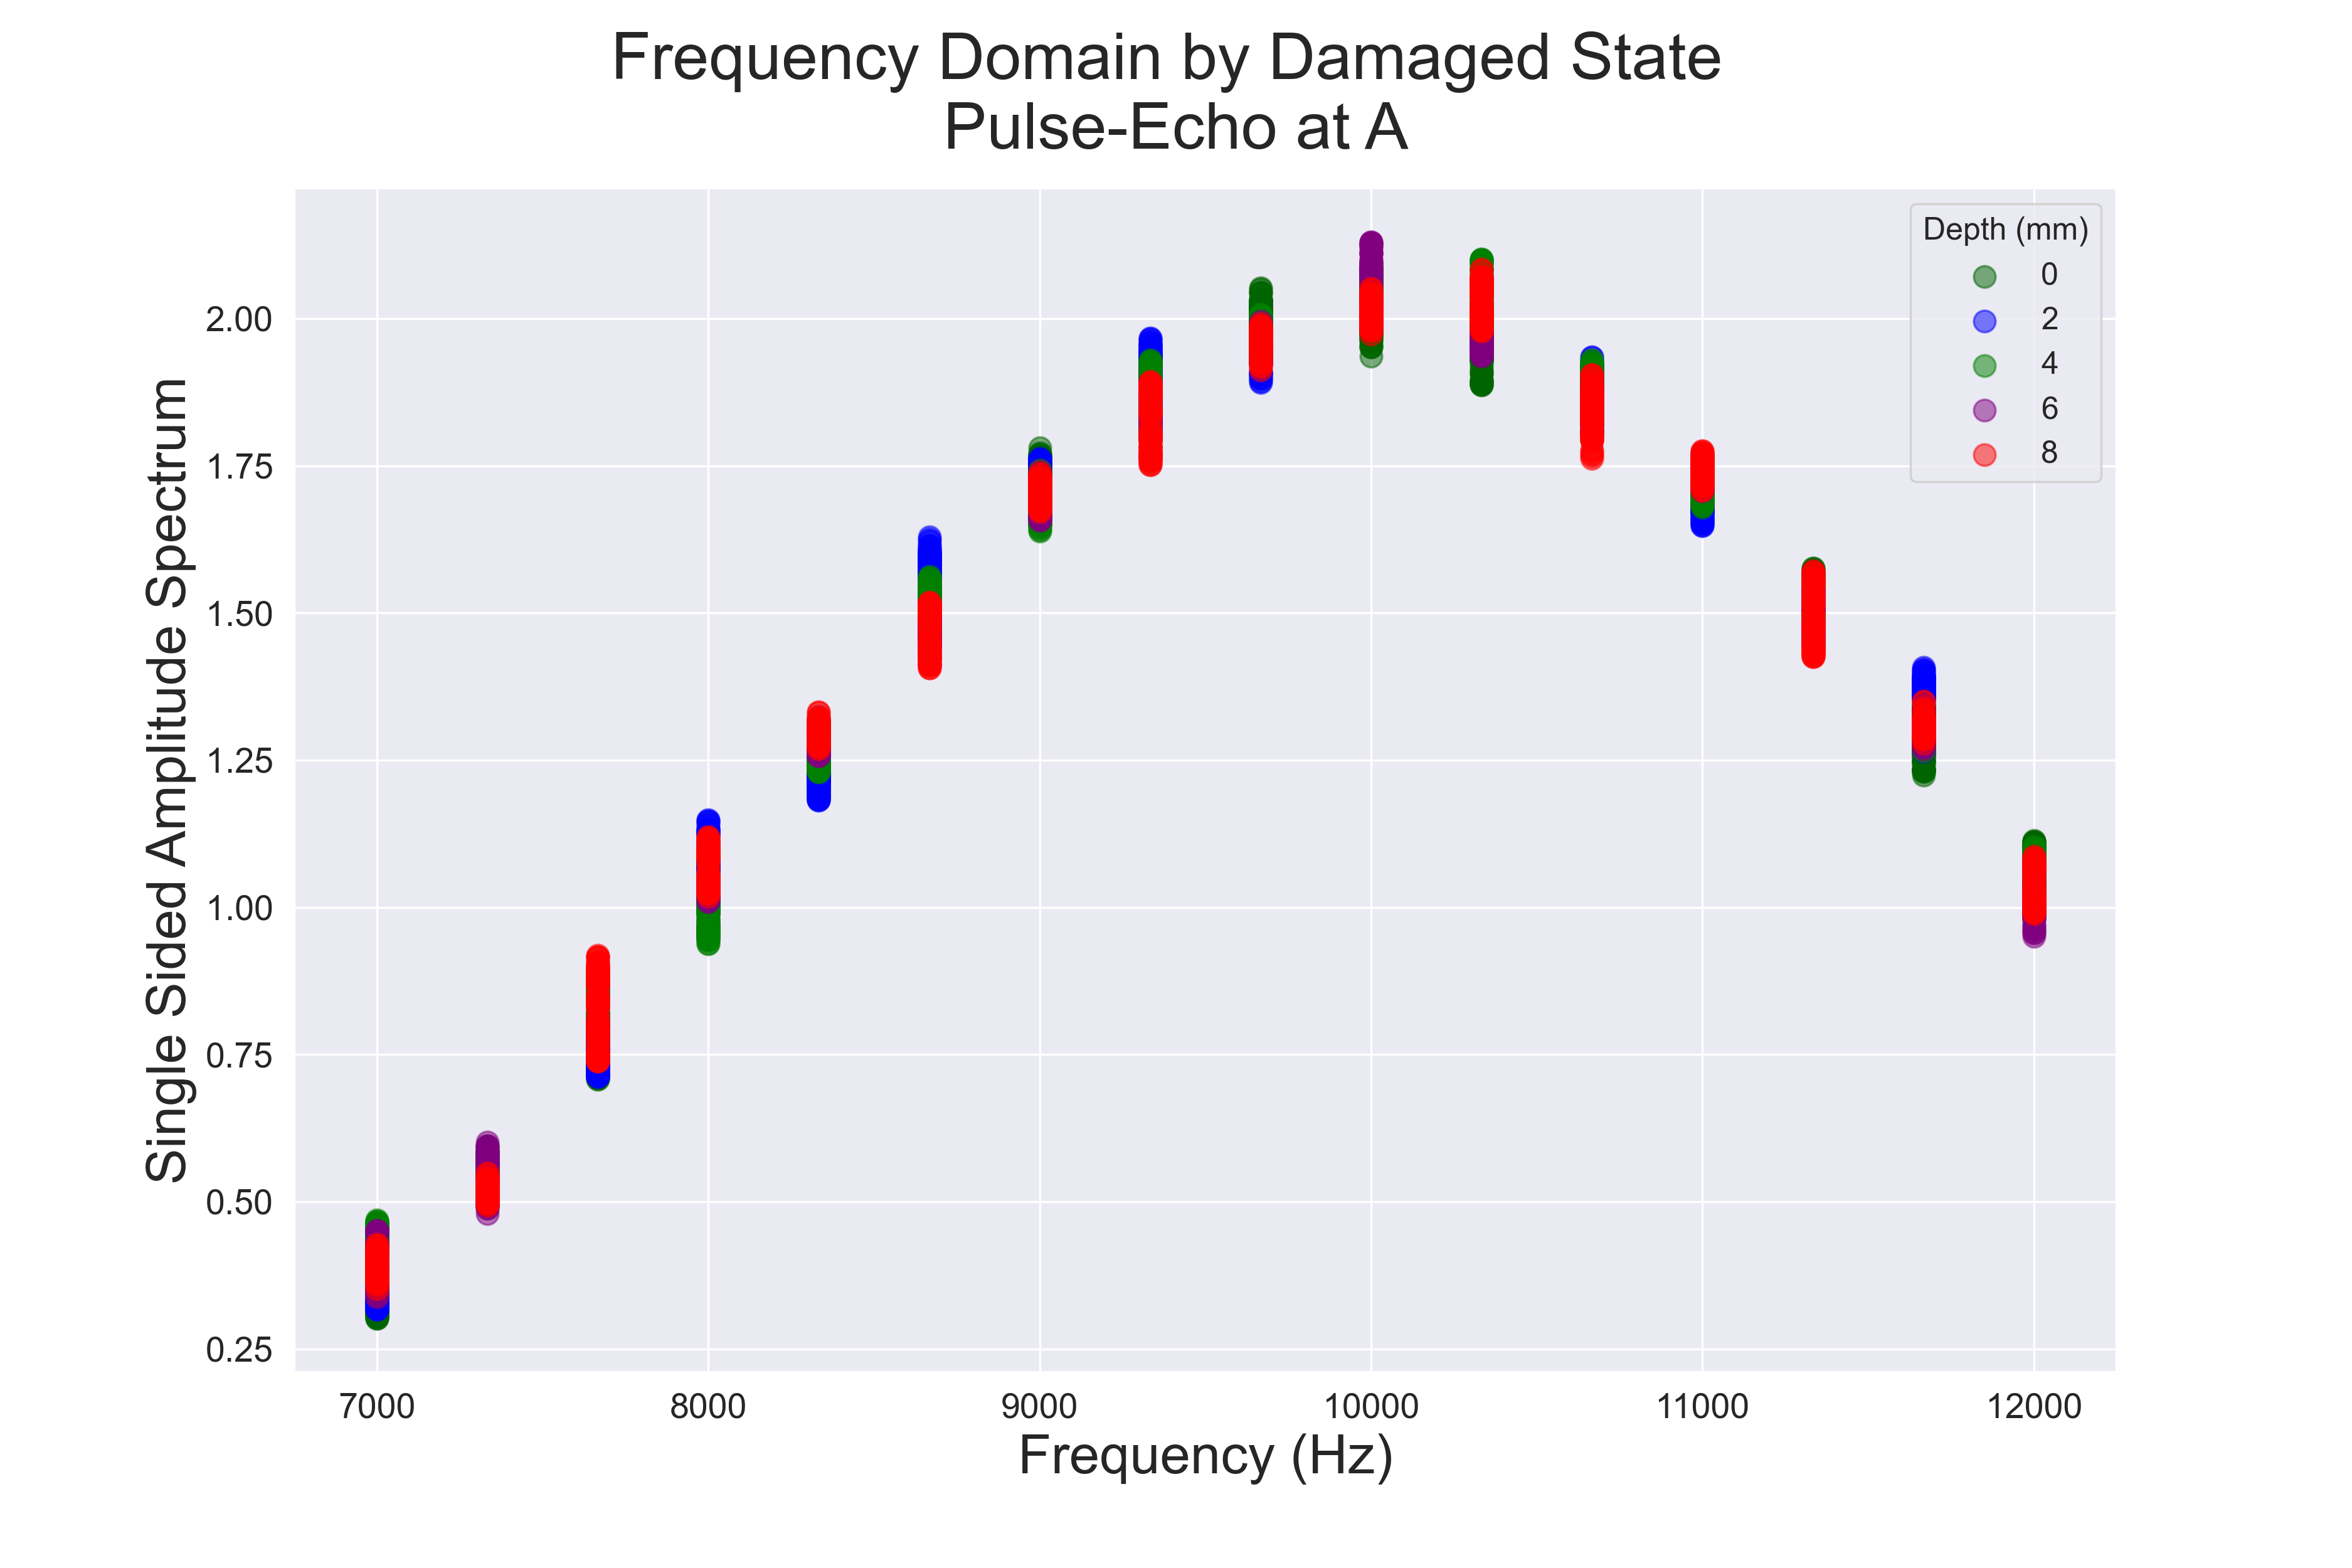 Frequency Domain by Damaged State
Pulse-Echo at A
Depth (mm)
0
2
4
6
8
Single Sided Amplitude Spectrum
2.00
1.75
1.50
1.25
1.00
0.75
0.50
0.25
7000 8000 9000 10000 11000 12000
Frequency (Hz)